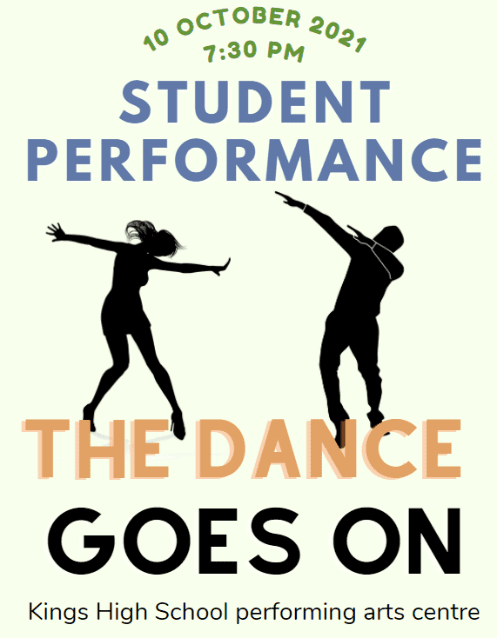 10 OCTOBER 2021
7:30 PM
STUDENT
PERFORMANCE
THE DANCE
GOES ON
Kings High School performing arts centre